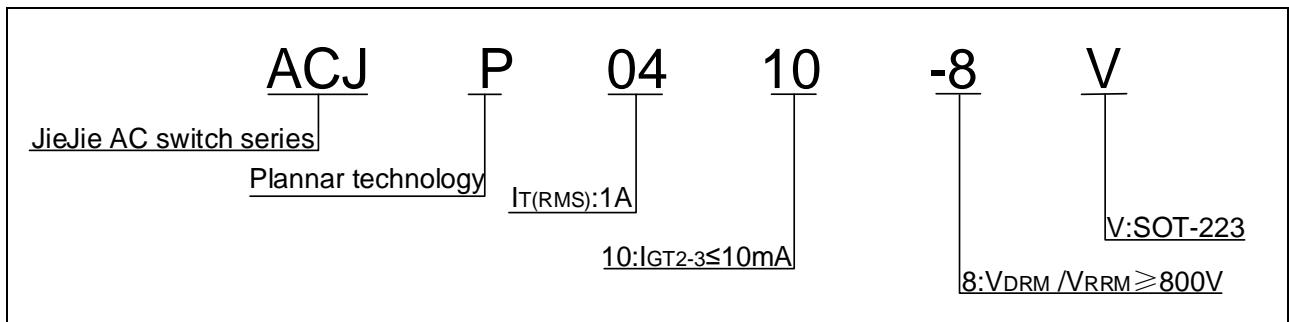 ACJ P 04 10 -8 V
JieJie AC switch series
Plannar technology
IT(RMS):1A
V:SOT-223
10:IGT2-3≤10mA
8:VDRM /VRRM≥800V